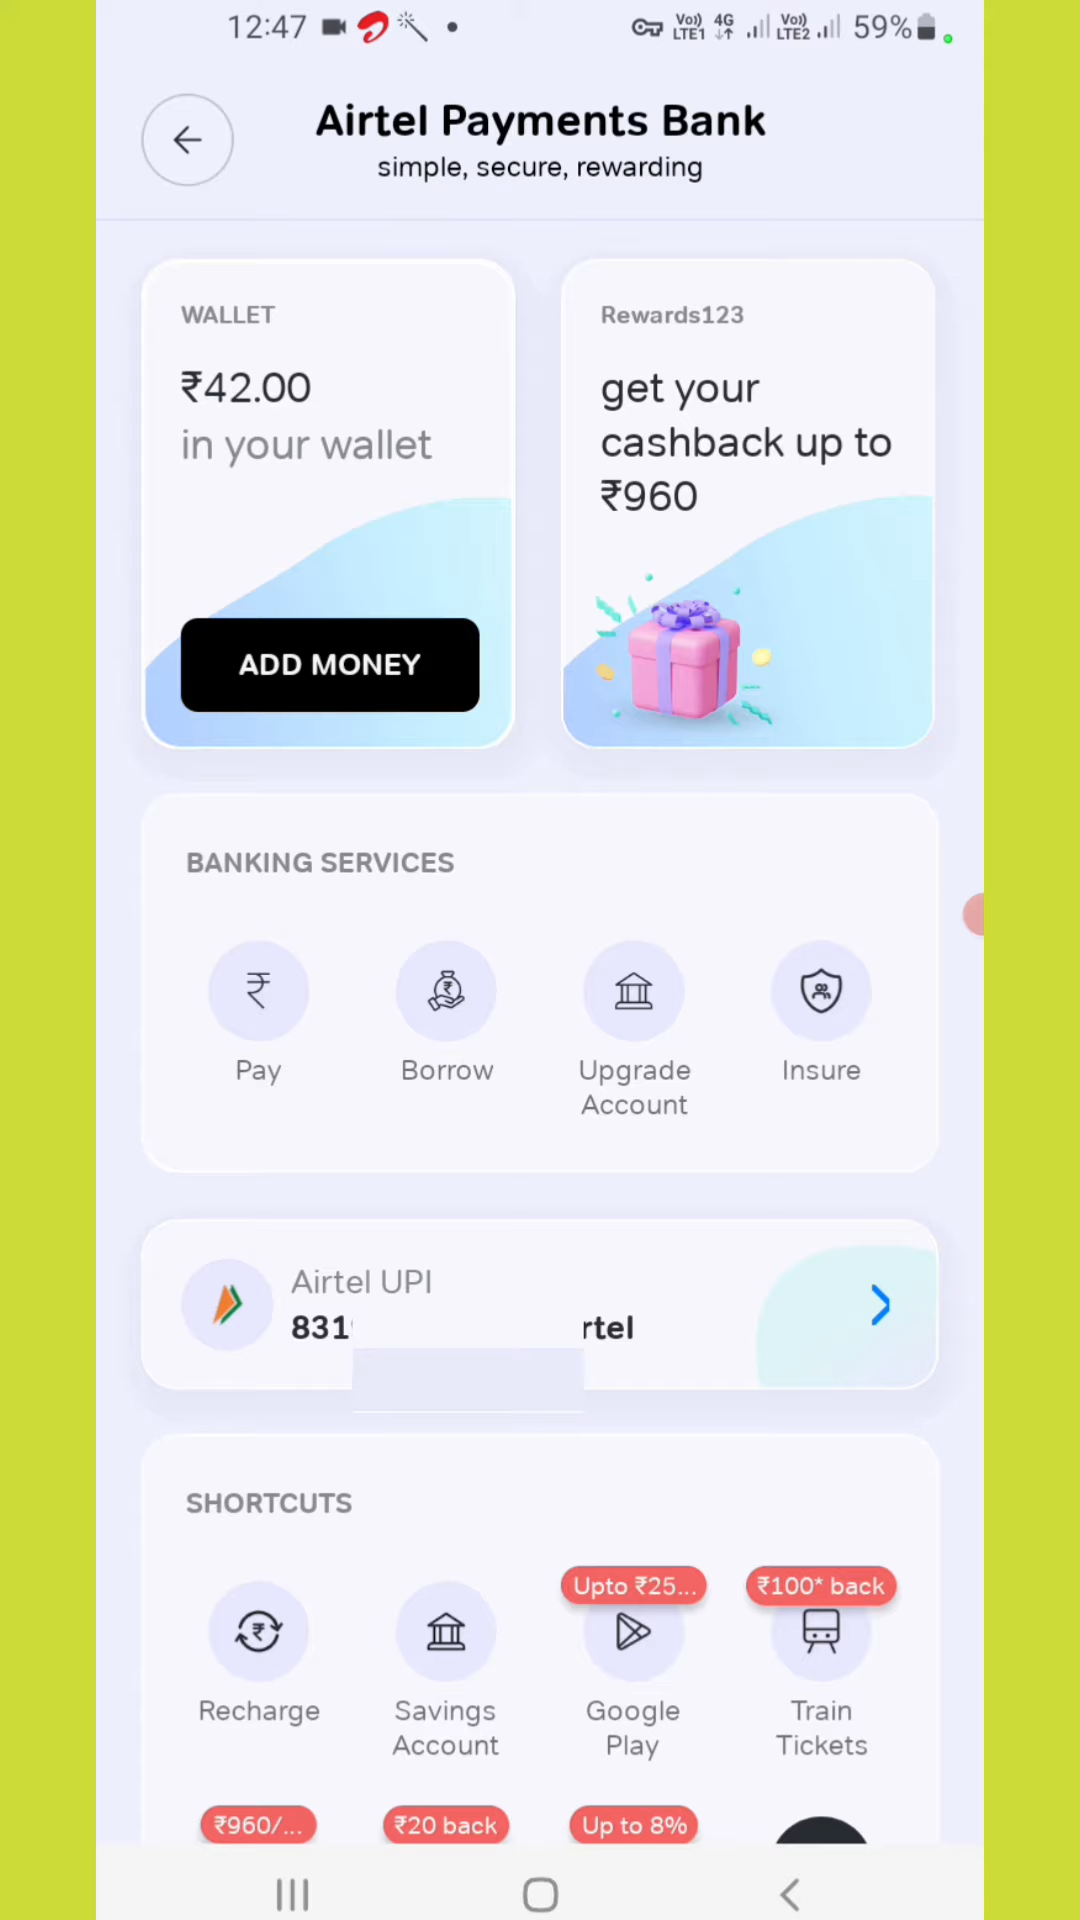 12:47
Vo)) LTE1 4G Vo)) LTE2 59%
Airtel Payments Bank
simple, secure, rewarding
WALLET
₹42.00
in your wallet
ADD MONEY
Rewards123
get your
cashback up to
₹960
BANKING SERVICES
Pay
Borrow
Upgrade
Account
Insure
Airtel UPI
831 rtel
SHORTCUTS
Upto ₹25...
₹100* back
Recharge
Savings
Account
Google
Play
Train
Tickets
₹960/...
₹20 back
Up to 8%